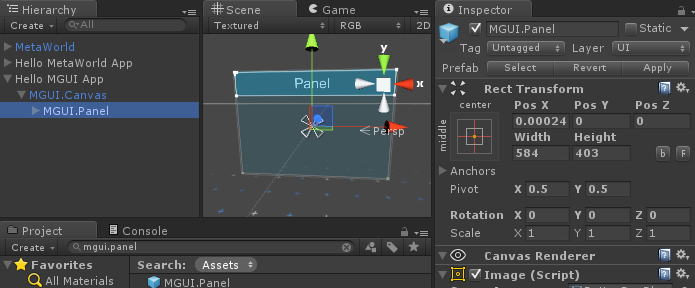 Hierarchy
Create
All
MetaWorld
Hello MetaWorld App
Hello MGUI App
MGUI.Canvas
MGUI.Panel
Scene
Game
Textured
RGB
2D
y
Panel
x
Persp
Project
Console
Create
mgui.panel
Favorites
All Materials
Search:
Assets
MGUI.Panel
Inspector
MGUI.Panel
Static
Tag
Untagged
Layer
UI
Prefab
Select
Revert
Apply
Rect Transform
center
middle
Pos X
Pos Y
Pos Z
0.00024
0
0
Width
Height
584
403
b
R
Anchors
Pivot
X 0.5
Y 0.5
Rotation
X 0
Y 0
Z 0
Scale
X 1
Y 1
Z 1
Canvas Renderer
Image (Script)